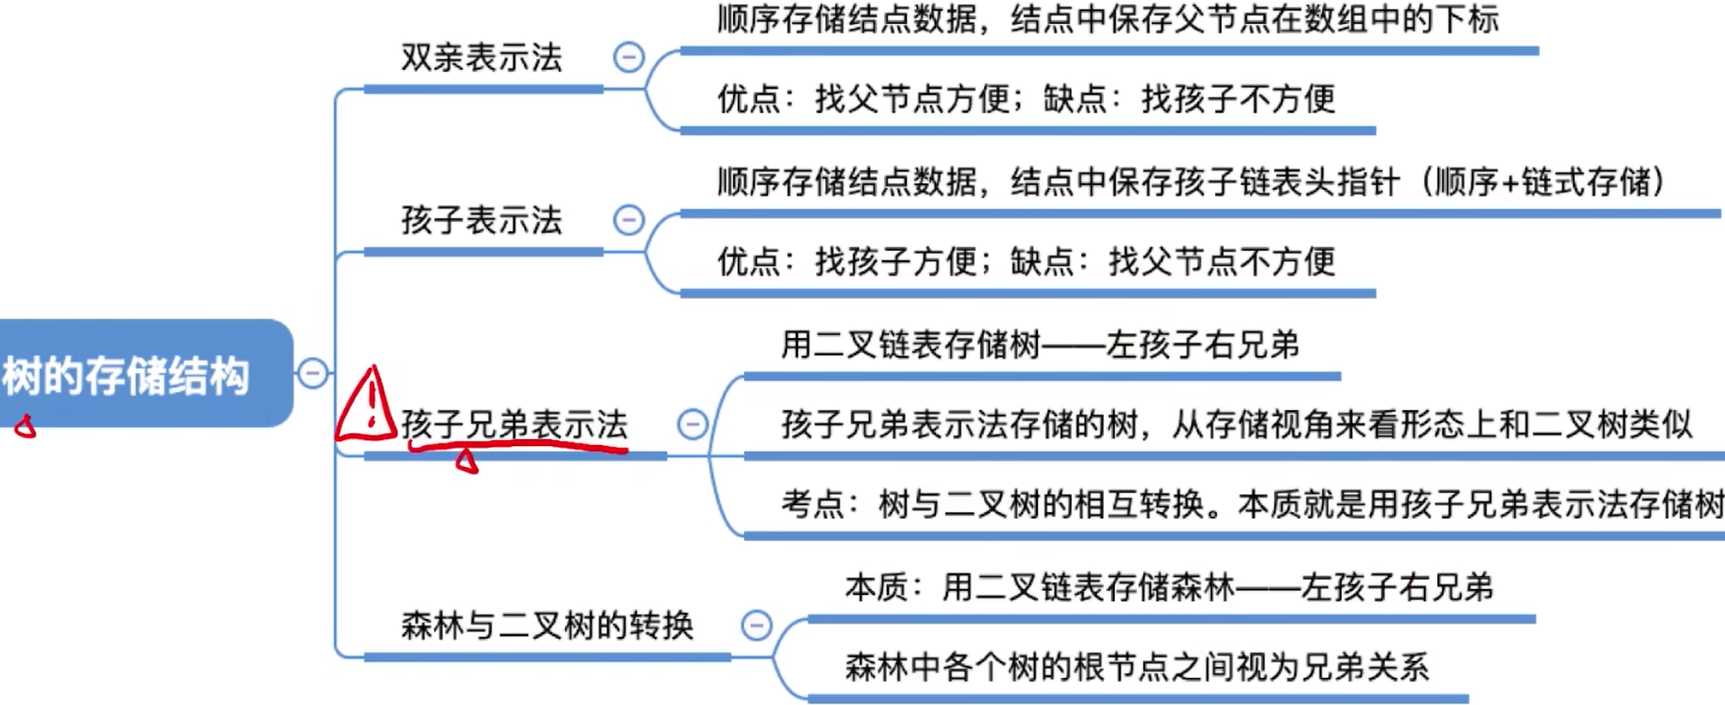 树的存储结构
双亲表示法
顺序存储结点数据，结点中保存父节点在数组中的下标
优点：找父节点方便；缺点：找孩子不方便
孩子表示法
顺序存储结点数据，结点中保存孩子链表头指针（顺序+链式存储）
优点：找孩子方便；缺点：找父节点不方便
孩子兄弟表示法
用二叉链表存储树——左孩子右兄弟
孩子兄弟表示法存储的树，从存储视角来看形态上和二叉树类似
考点：树与二叉树的相互转换。本质就是用孩子兄弟表示法存储树
森林与二叉树的转换
本质：用二叉链表存储森林——左孩子右兄弟
森林中各个树的根节点之间视为兄弟关系